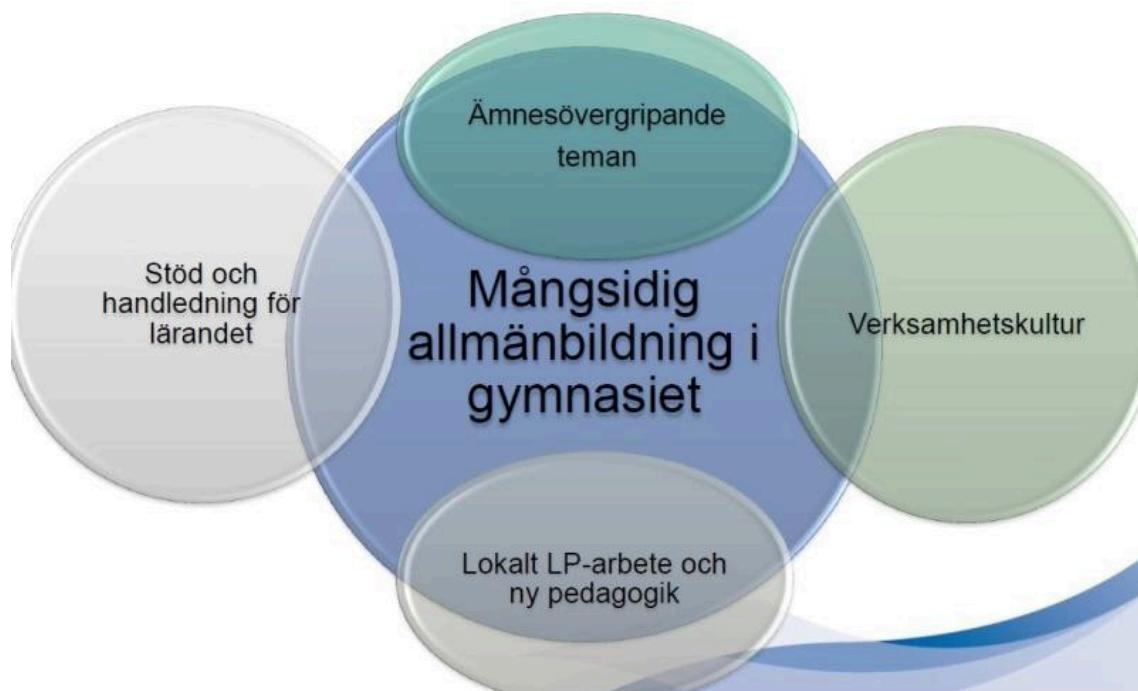 Ämnesövergripande
teman
Stöd och
handledning för
lärandet
Mångsidig
allmänbildning i
gymnasiet
Verksamhetskultur
Lokalt LP-arbete och
ny pedagogik